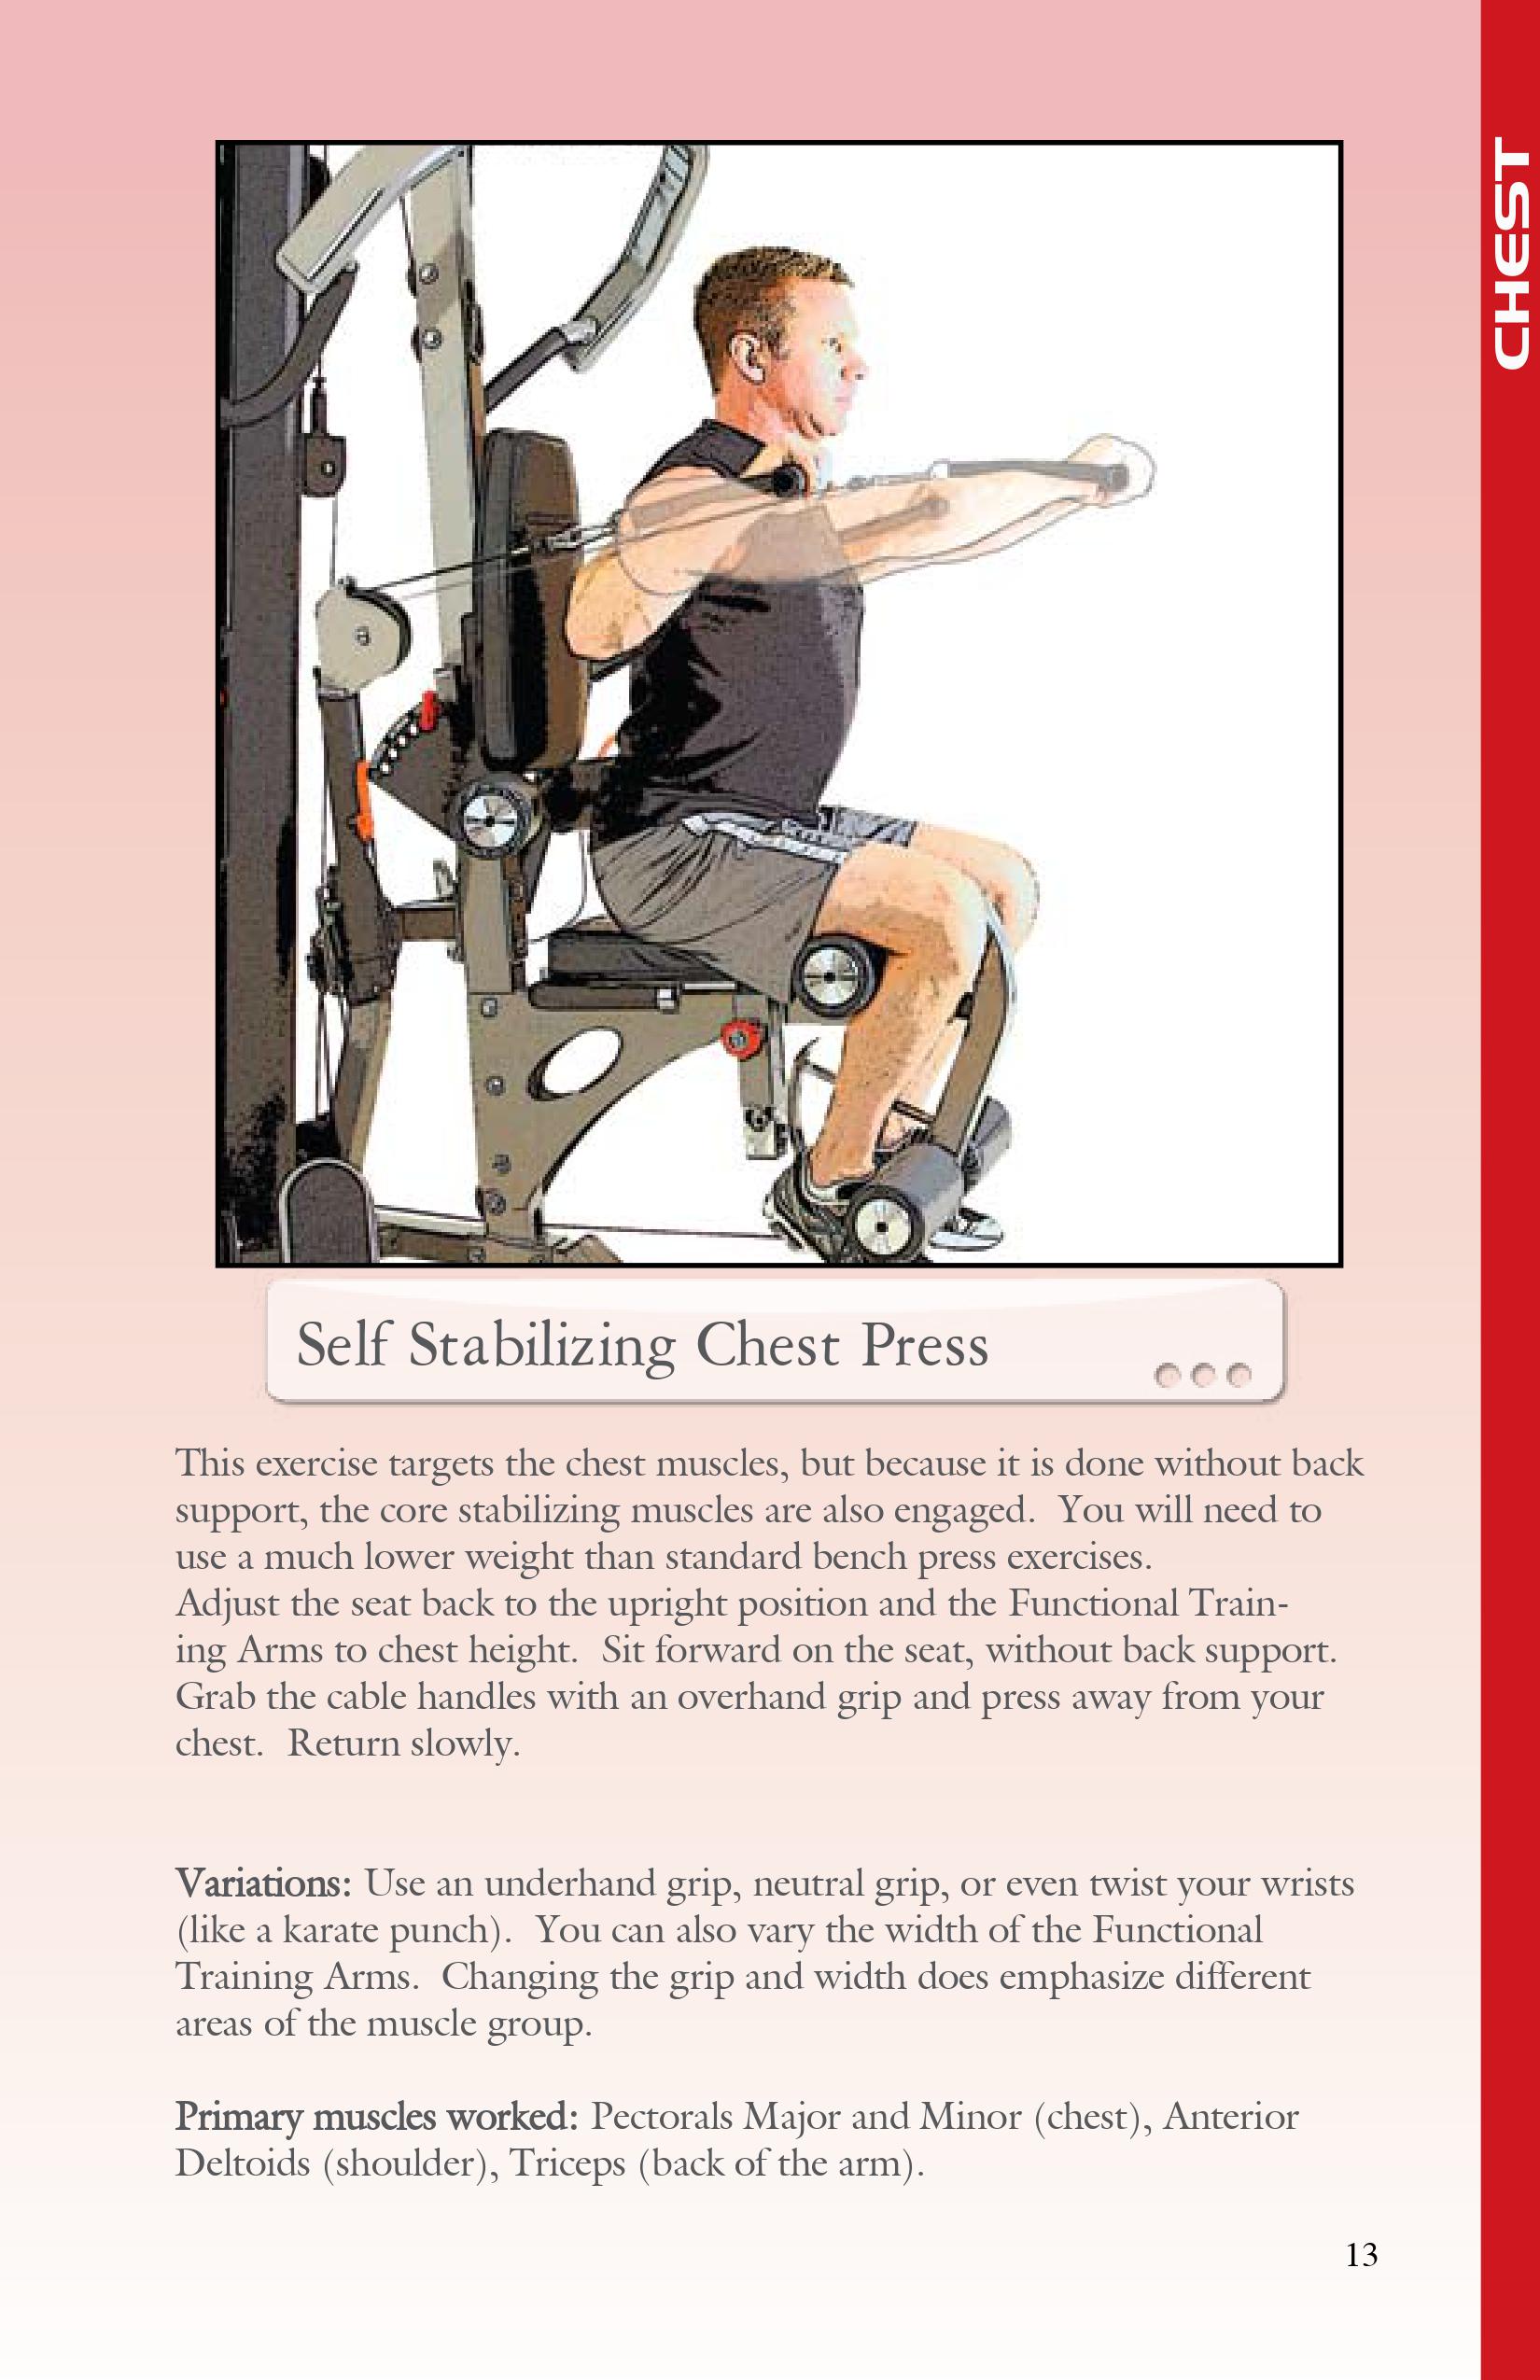 CHEST
Self Stabilizing Chest Press
This exercise targets the chest muscles, but because it is done without back
support, the core stabilizing muscles are also engaged.  You will need to
use a much lower weight than standard bench press exercises.
Adjust the seat back to the upright position and the Functional Train-
ing Arms to chest height.  Sit forward on the seat, without back support.
Grab the cable handles with an overhand grip and press away from your
chest.  Return slowly.
Variations: Use an underhand grip, neutral grip, or even twist your wrists
(like a karate punch).  You can also vary the width of the Functional
Training Arms.  Changing the grip and width does emphasize different
areas of the muscle group.
Primary muscles worked: Pectorals Major and Minor (chest), Anterior
Deltoids (shoulder), Triceps (back of the arm).
13